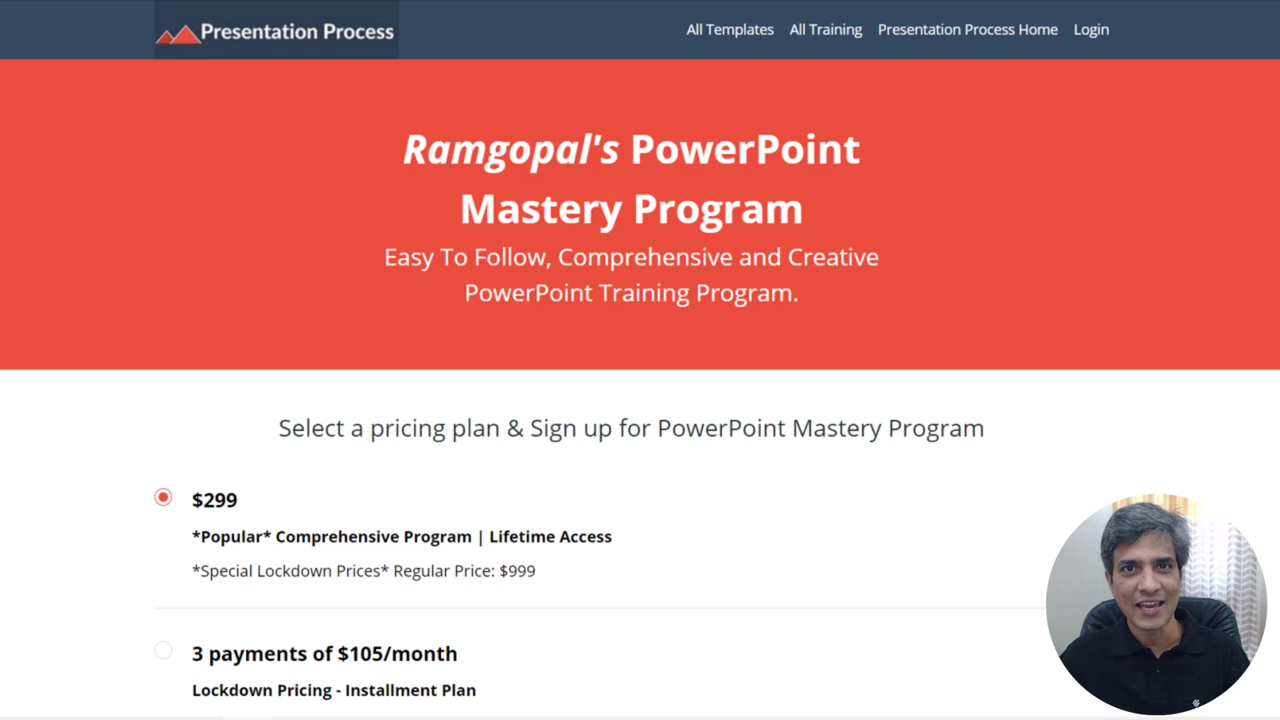 Presentation Process
All Templates All Training Presentation Process Home Login
Ramgopal's PowerPoint
Mastery Program
Easy To Follow, Comprehensive and Creative
PowerPoint Training Program.
Select a pricing plan & Sign up for PowerPoint Mastery Program
$299
*Popular* Comprehensive Program | Lifetime Access
*Special Lockdown Prices* Regular Price: $999
3 payments of $105/month
Lockdown Pricing - Installment Plan